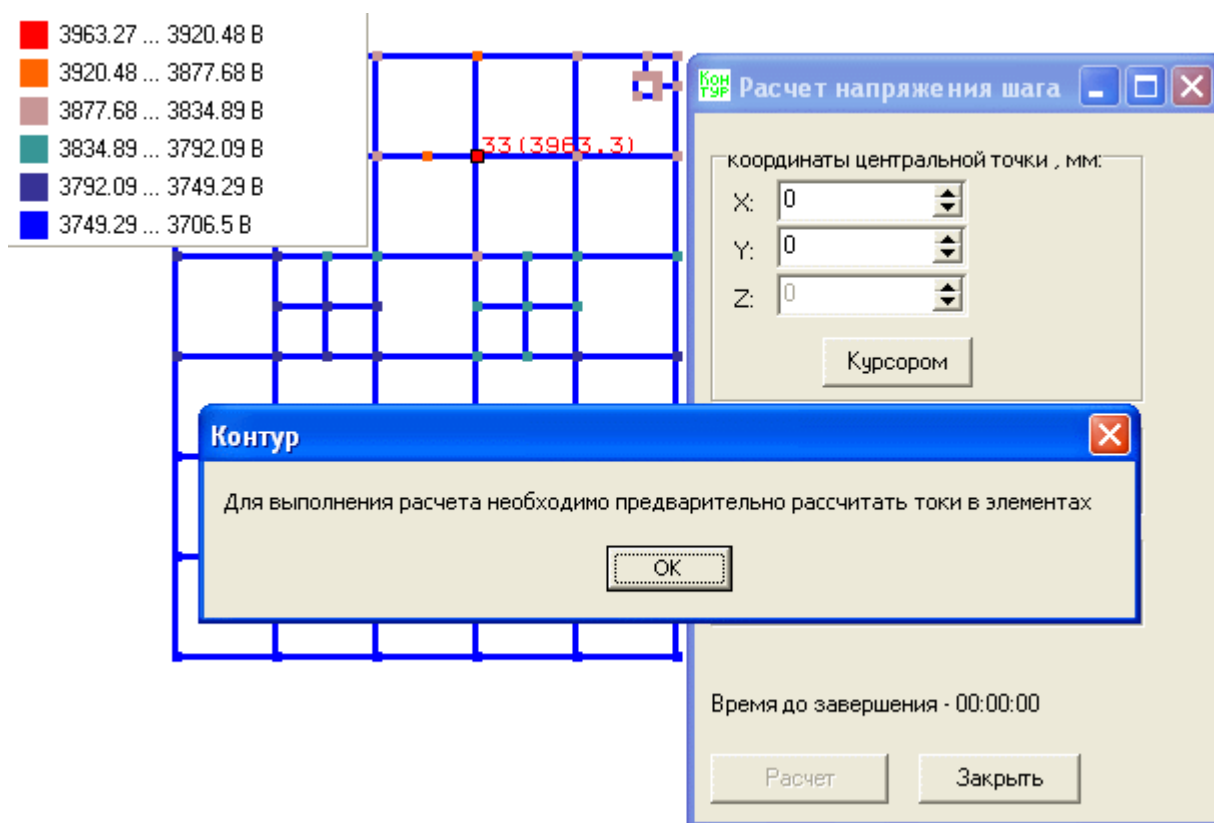 3963.27 ... 3920.48 В
3920.48 ... 3877.68 В
3877.68 ... 3834.89 В
3834.89 ... 3792.09 В
3792.09 ... 3749.29 В
3749.29 ... 3706.5 В
33(3963,3)
КОН
ТУР
Расчет напряжения шага
координаты центральной точки , мм:
X: 0
Y: 0
Z: 0
Курсором
Контур
Для выполнения расчета необходимо предварительно рассчитать токи в элементах
OK
Время до завершения - 00:00:00
Расчет
Закрыть